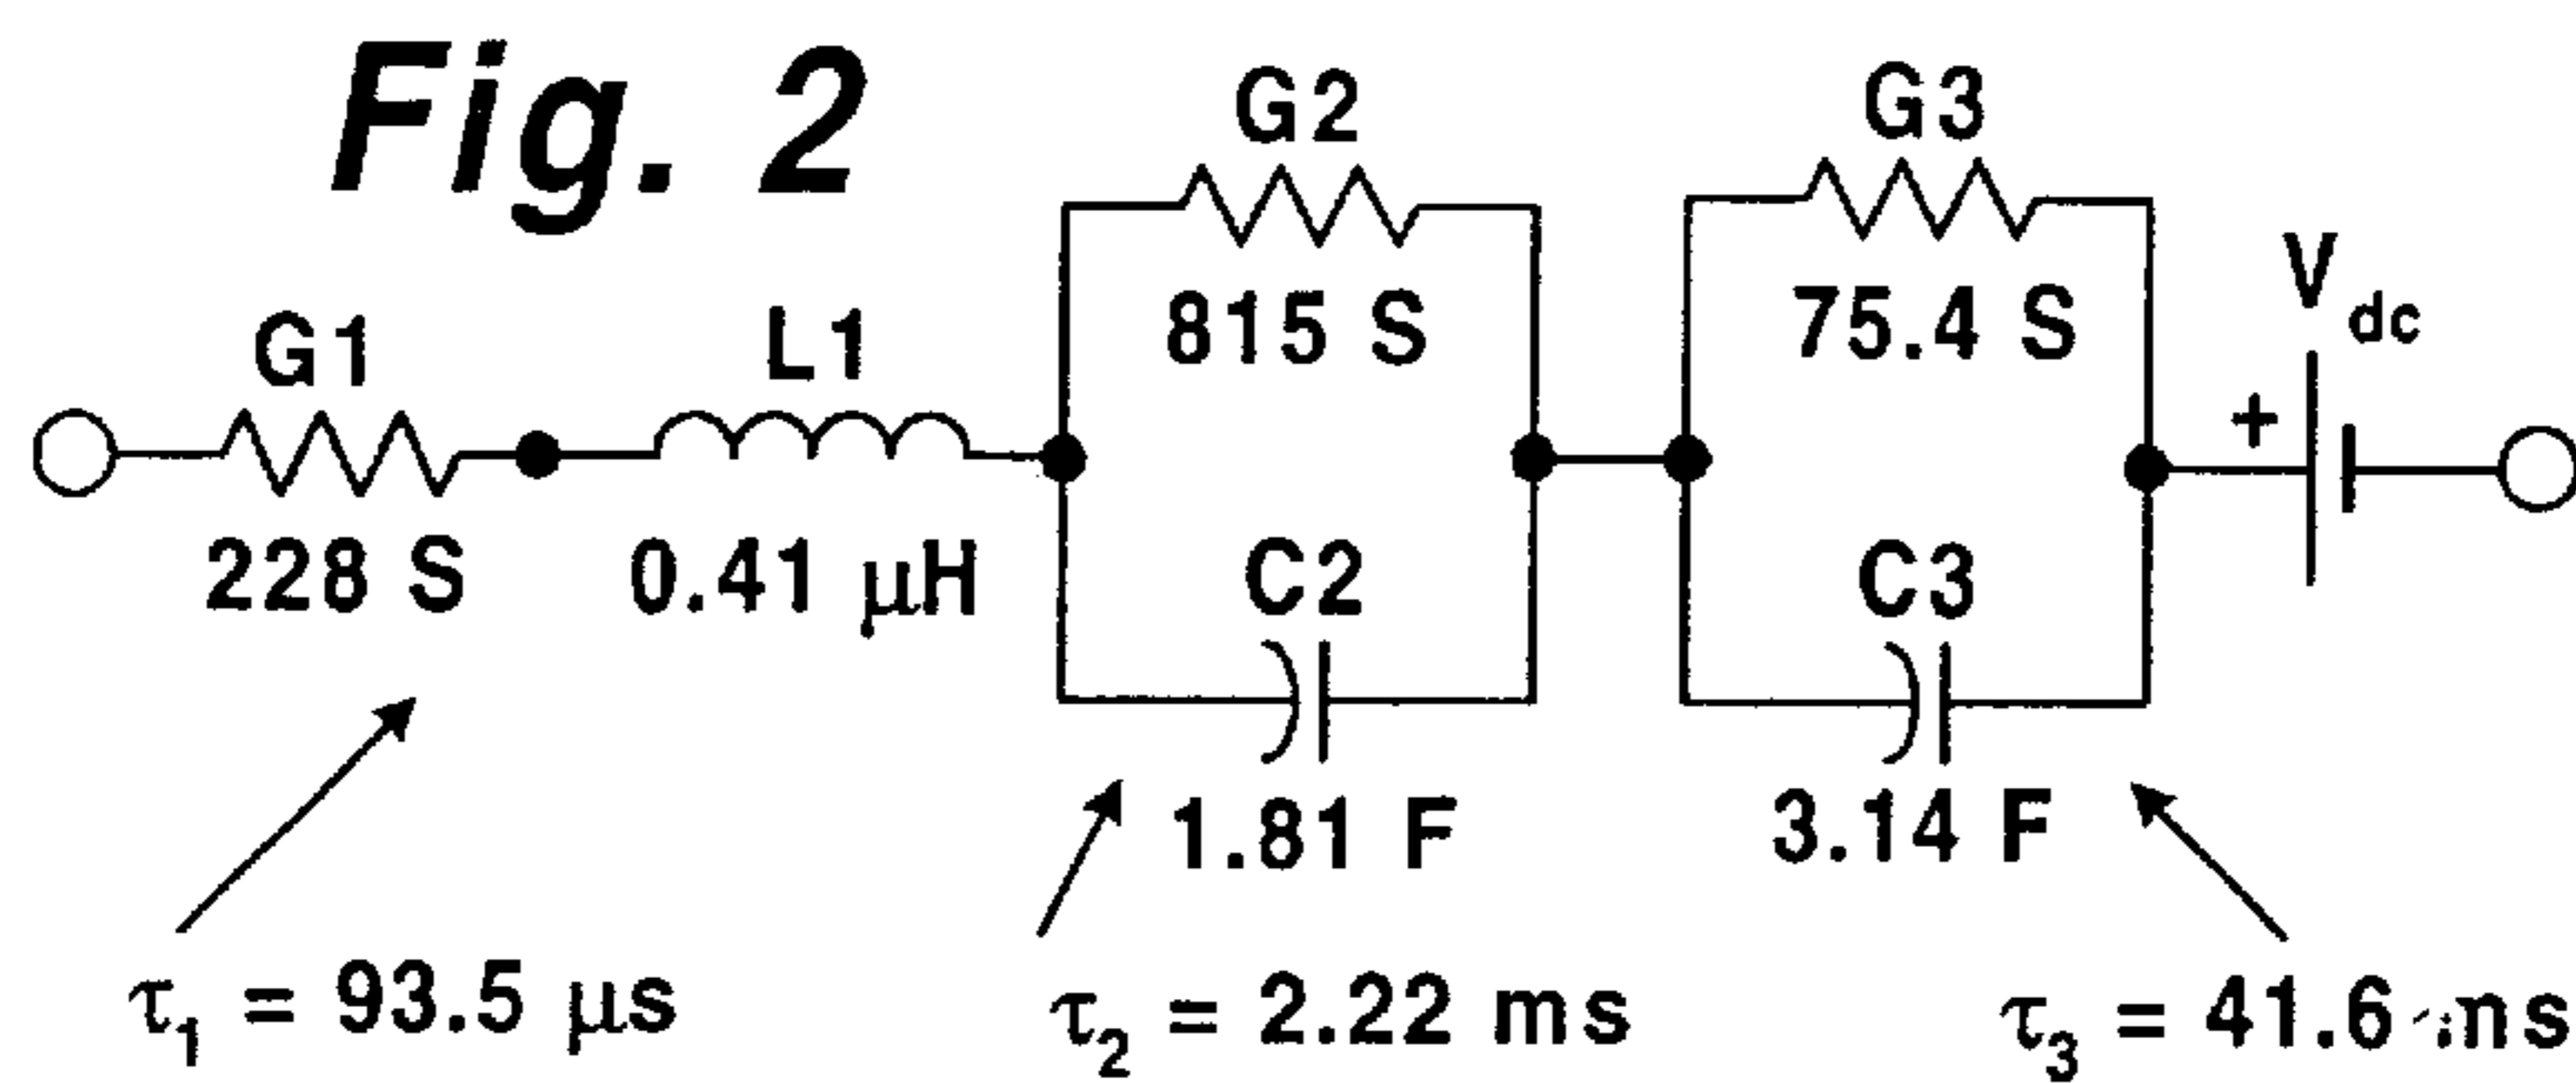 Fig. 2
G1
228 S
L1
0.41 μH
G2
815 S
C2
1.81 F
G3
75.4 S
C3
3.14 F
V dc
+
τ1 = 93.5 μs
τ2 = 2.22 ms
τ3 = 41.6